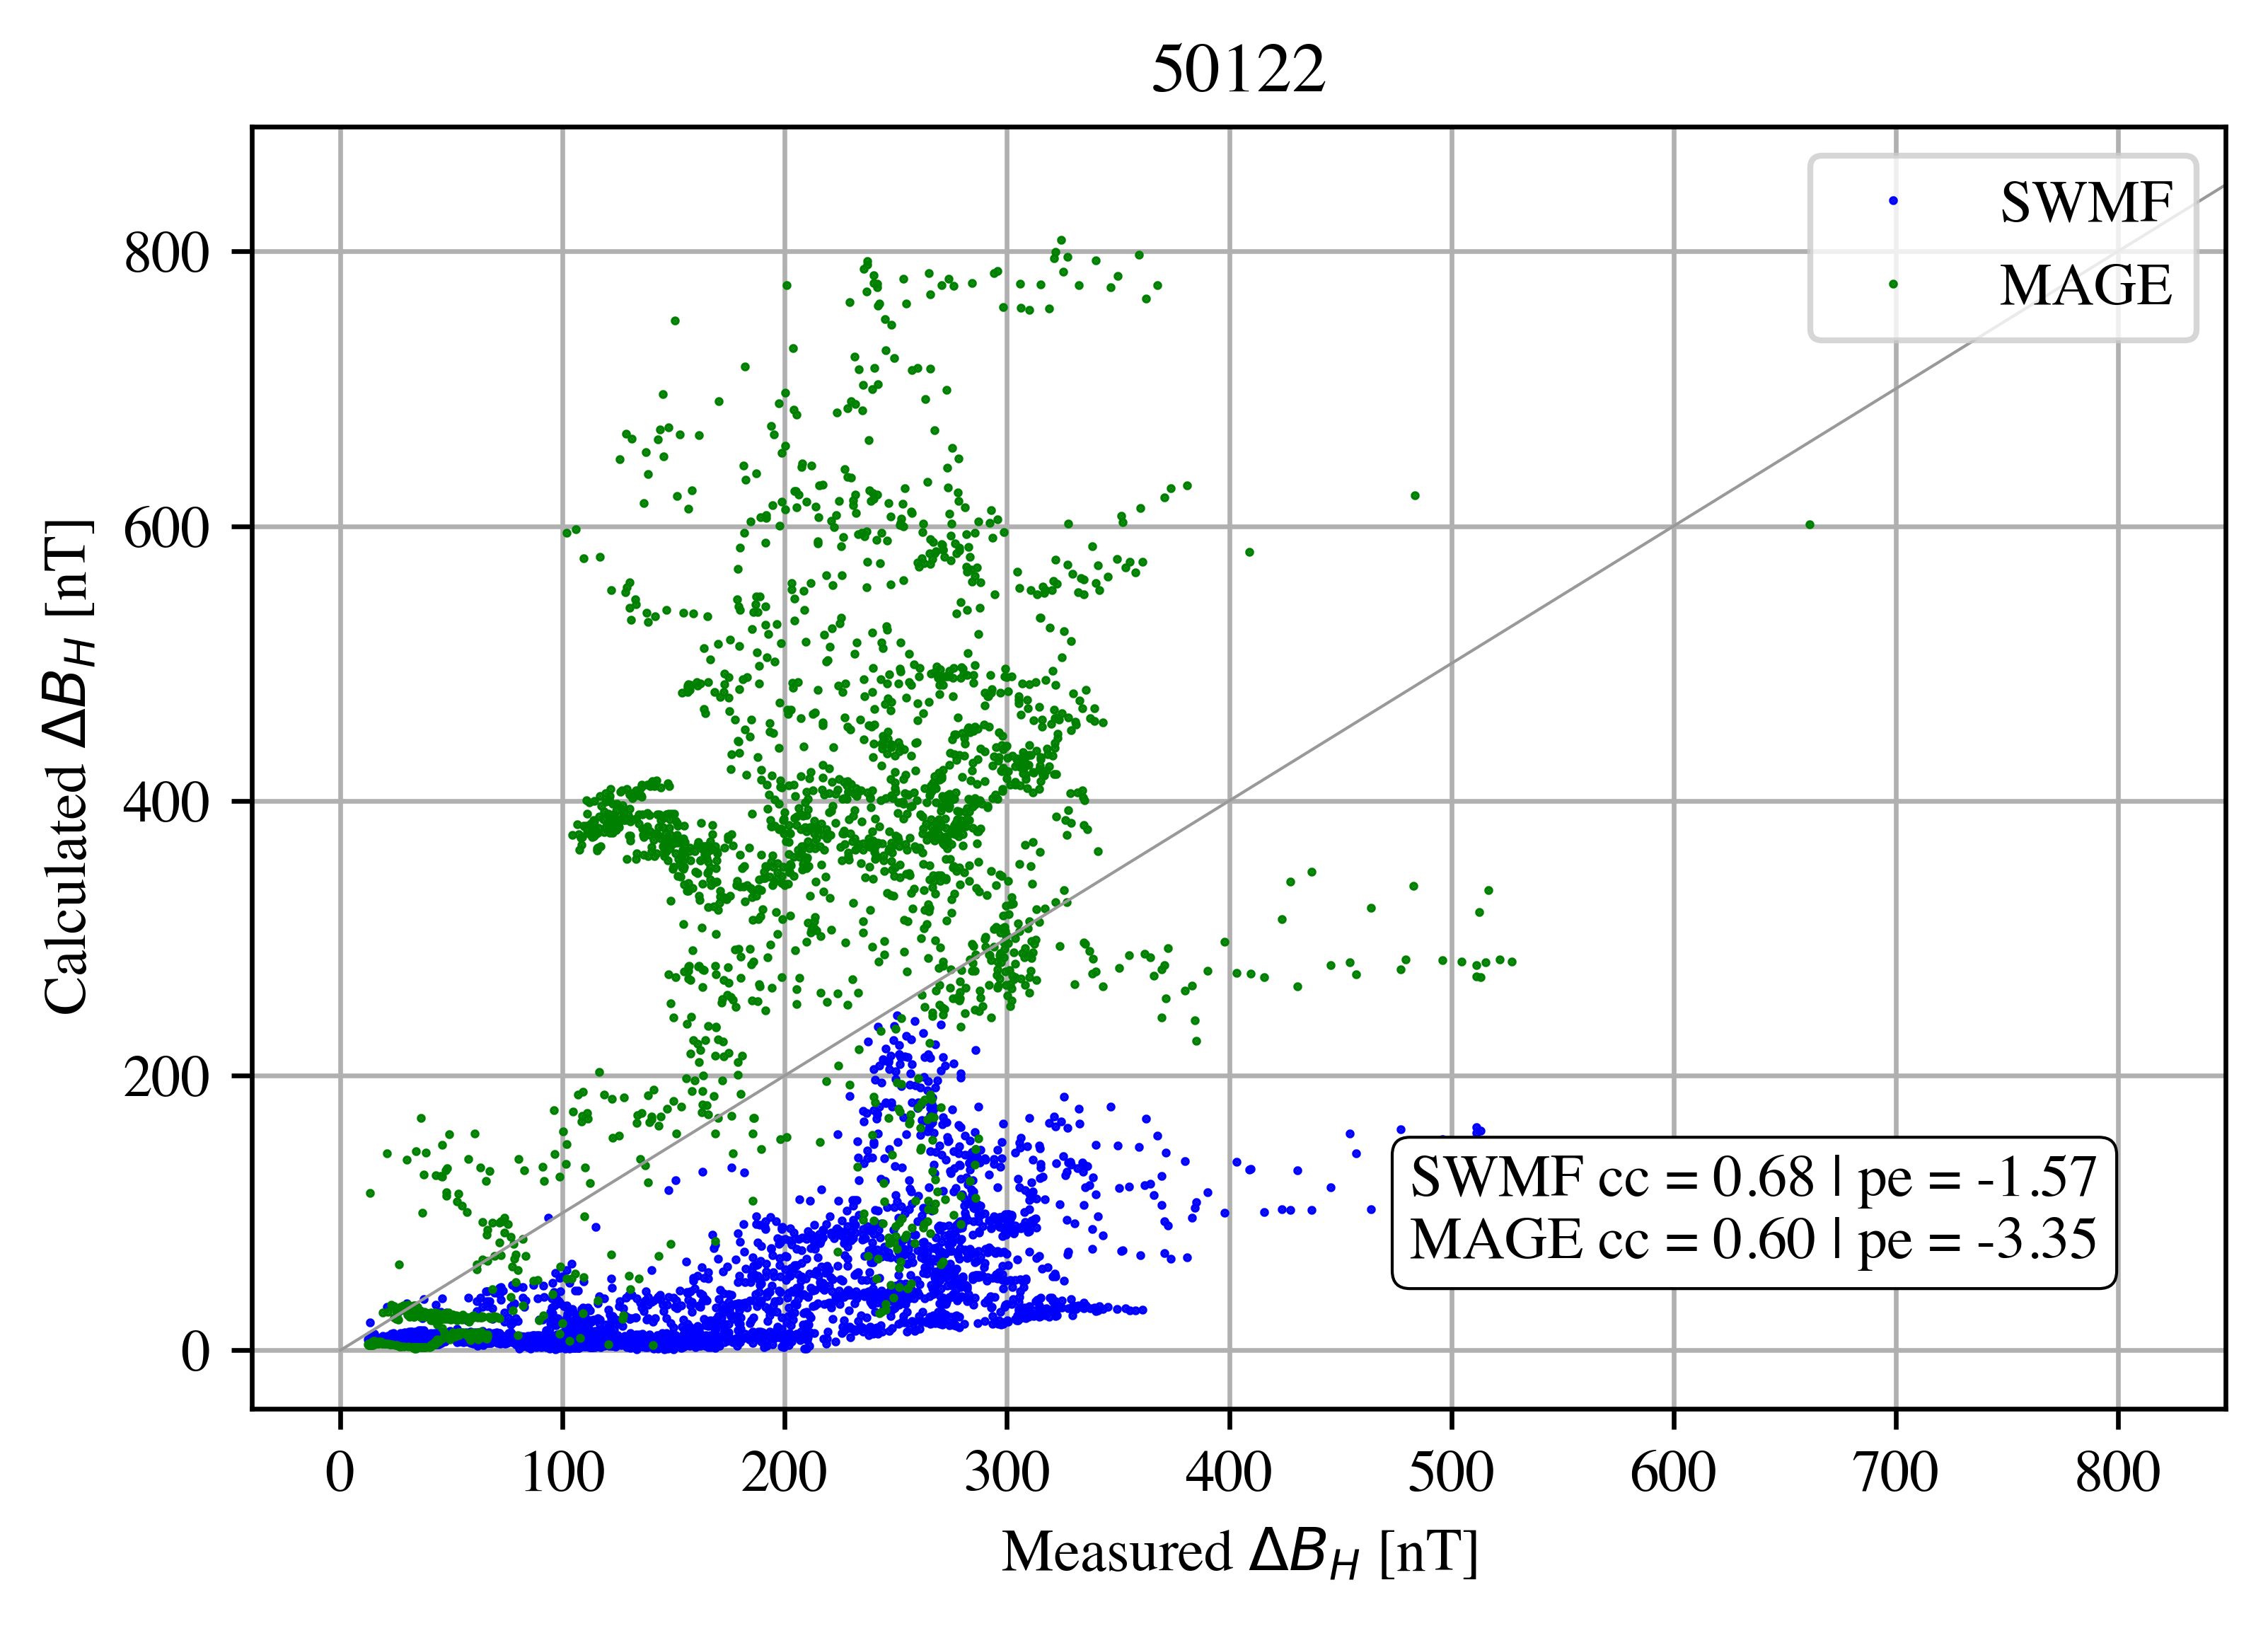 50122
SWMF
MAGE
800
600
400
200
0
Calculated ΔB_H [nT]
SWMF cc = 0.68 | pe = -1.57
MAGE cc = 0.60 | pe = -3.35
0 100 200 300 400 500 600 700 800
Measured ΔB_H [nT]